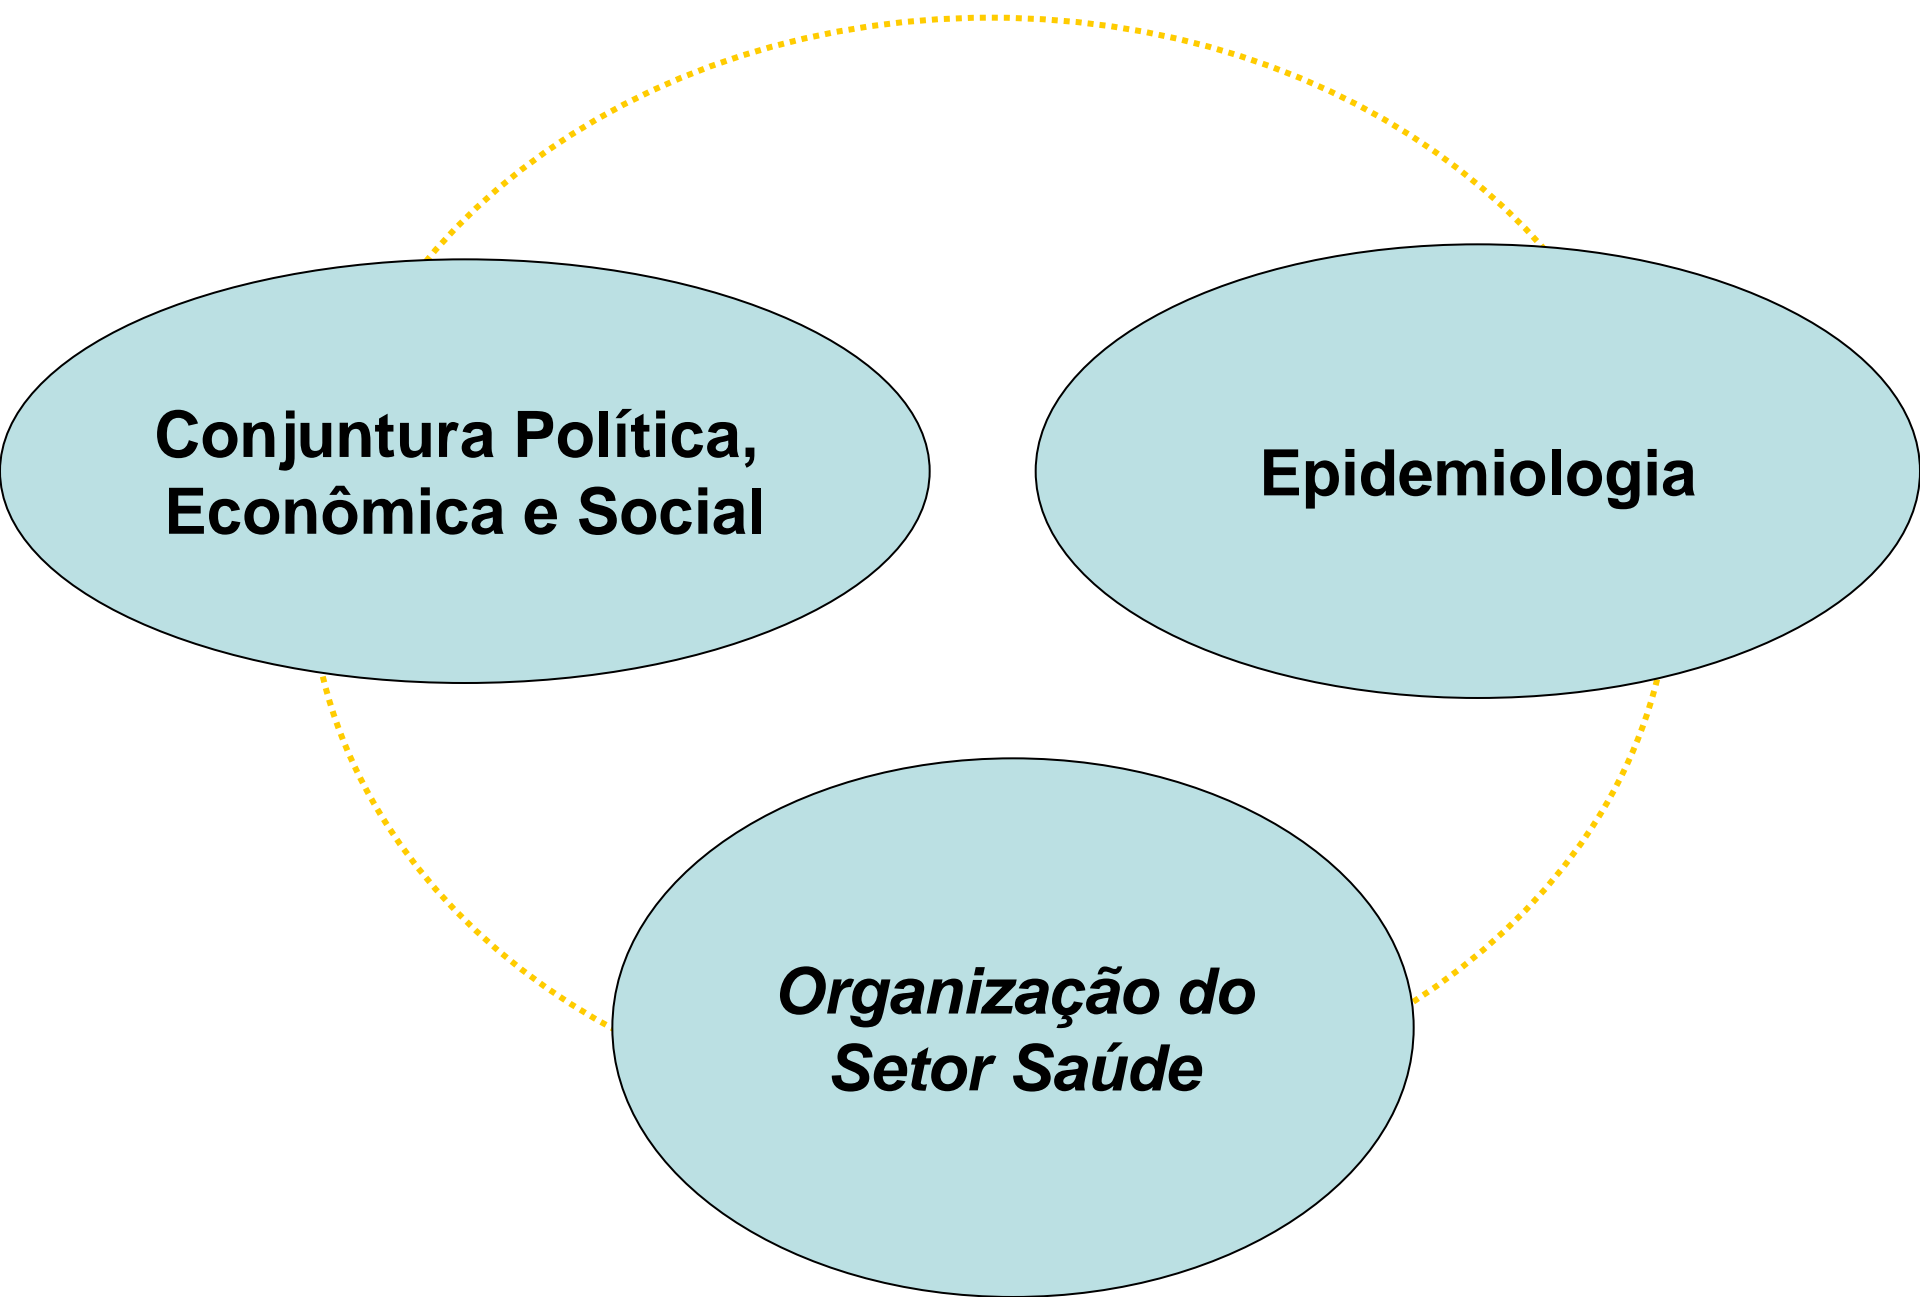 Conjuntura Política,
Econômica e Social
Epidemiologia
Organização do
Setor Saúde